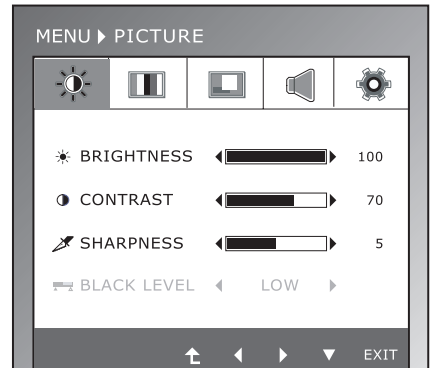 MENU PICTURE
BRIGHTNESS 100
CONTRAST 70
SHARPNESS 5
BLACK LEVEL LOW
EXIT